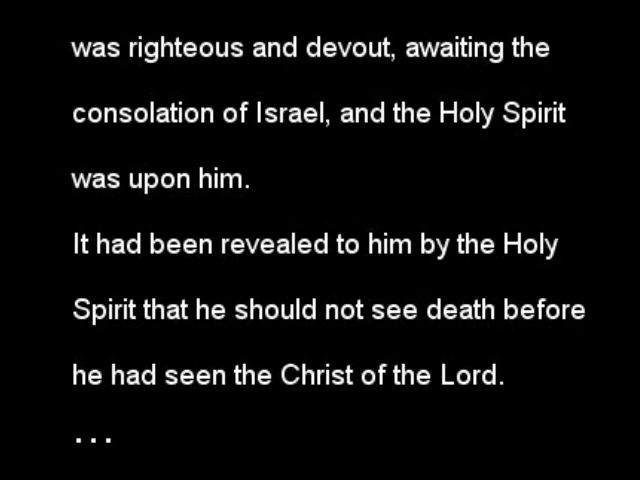 was righteous and devout, awaiting the
consolation of Israel, and the Holy Spirit
was upon him.
It had been revealed to him by the Holy
Spirit that he should not see death before
he had seen the Christ of the Lord.
...